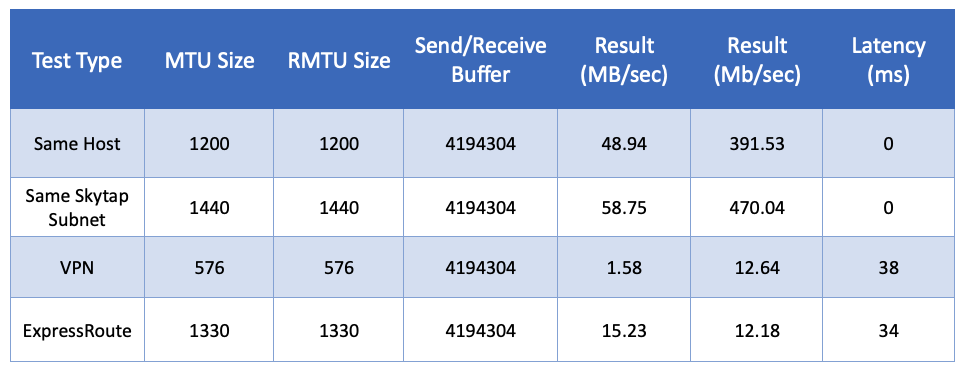 Test Type MTU Size RMTU Size Send/Receive Buffer Result (MB/sec) Result (Mb/sec) Latency (ms)
Same Host 1200 1200 4194304 48.94 391.53 0
Same Skytap Subnet 1440 1440 4194304 58.75 470.04 0
VPN 576 576 4194304 1.58 12.64 38
ExpressRoute 1330 1330 4194304 15.23 12.18 34